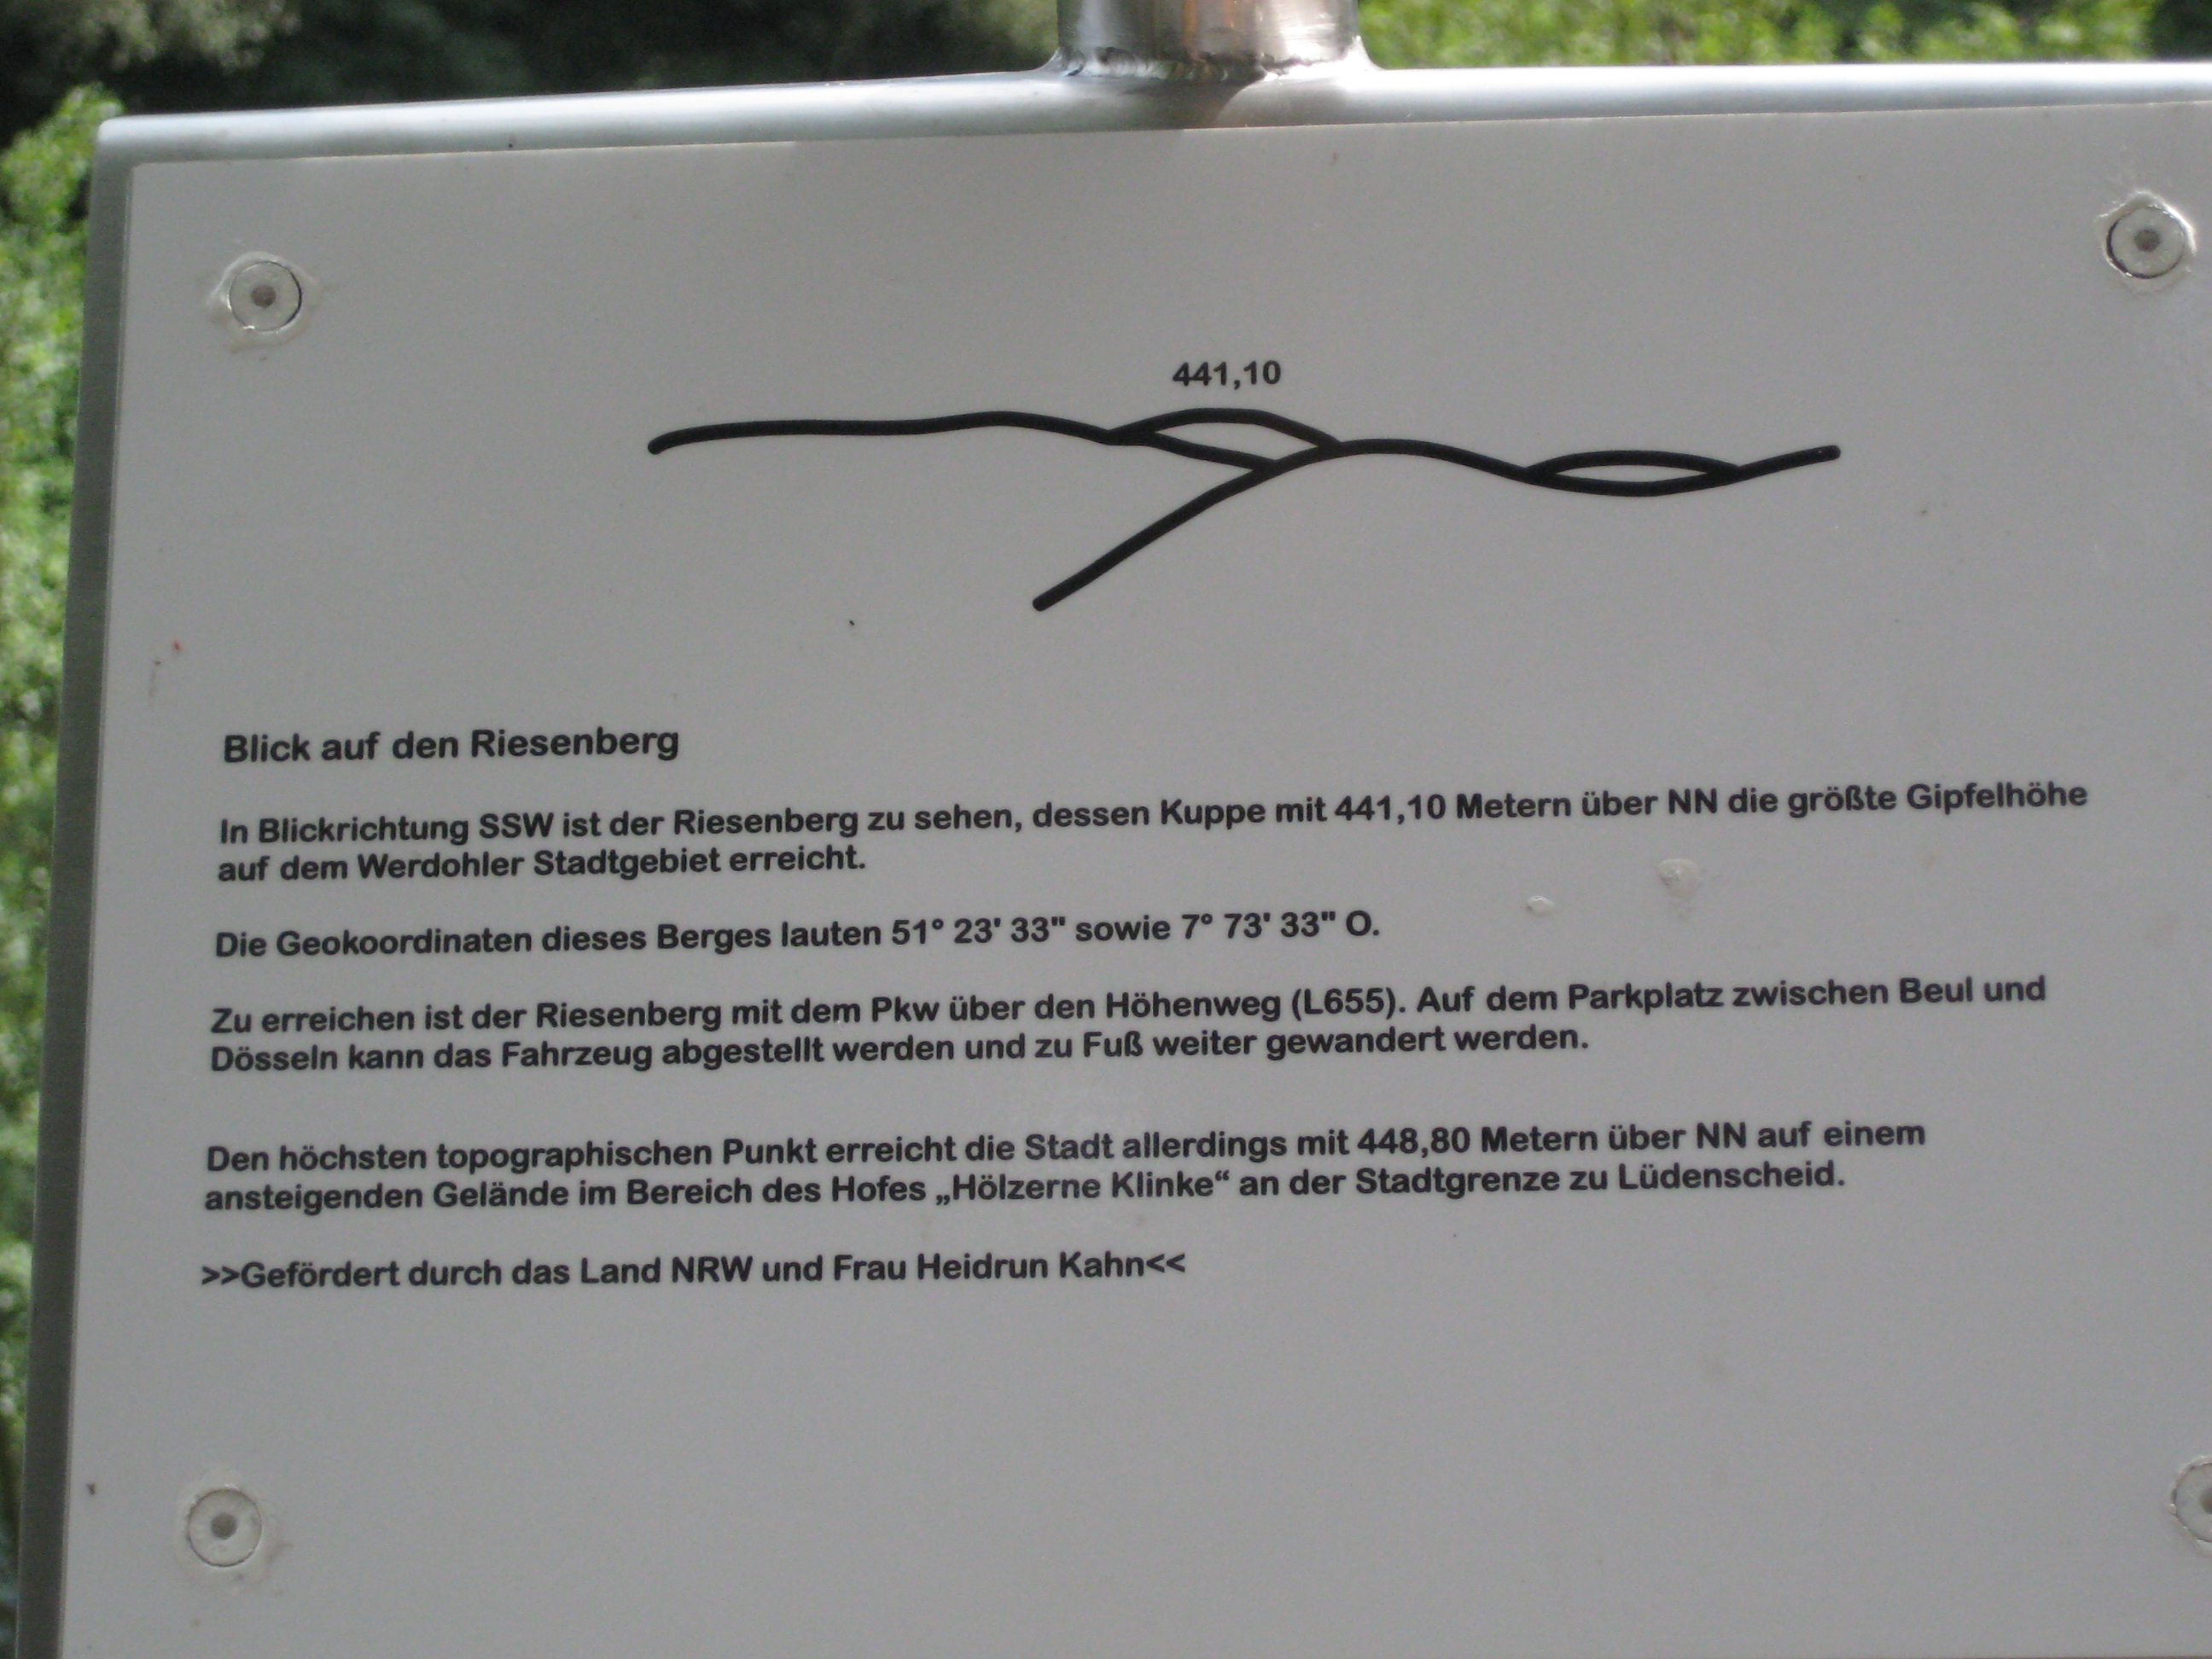 441,10
Blick auf den Riesenberg
In Blickrichtung SSW ist der Riesenberg zu sehen, dessen Kuppe mit 441,10 Metern über NN die größte Gipfelhöhe
auf dem Werdohler Stadtgebiet erreicht.
Die Geokoordinaten dieses Berges lauten 51° 23' 33" sowie 7° 73' 33" O.
Zu erreichen ist der Riesenberg mit dem Pkw über den Höhenweg (L655). Auf dem Parkplatz zwischen Beul und
Dösseln kann das Fahrzeug abgestellt werden und zu Fuß weiter gewandert werden.
Den höchsten topographischen Punkt erreicht die Stadt allerdings mit 448,80 Metern über NN auf einem
ansteigenden Gelände im Bereich des Hofes „Hölzerne Klinke“ an der Stadtgrenze zu Lüdenscheid.
>>Gefördert durch das Land NRW und Frau Heidrun Kahn<<